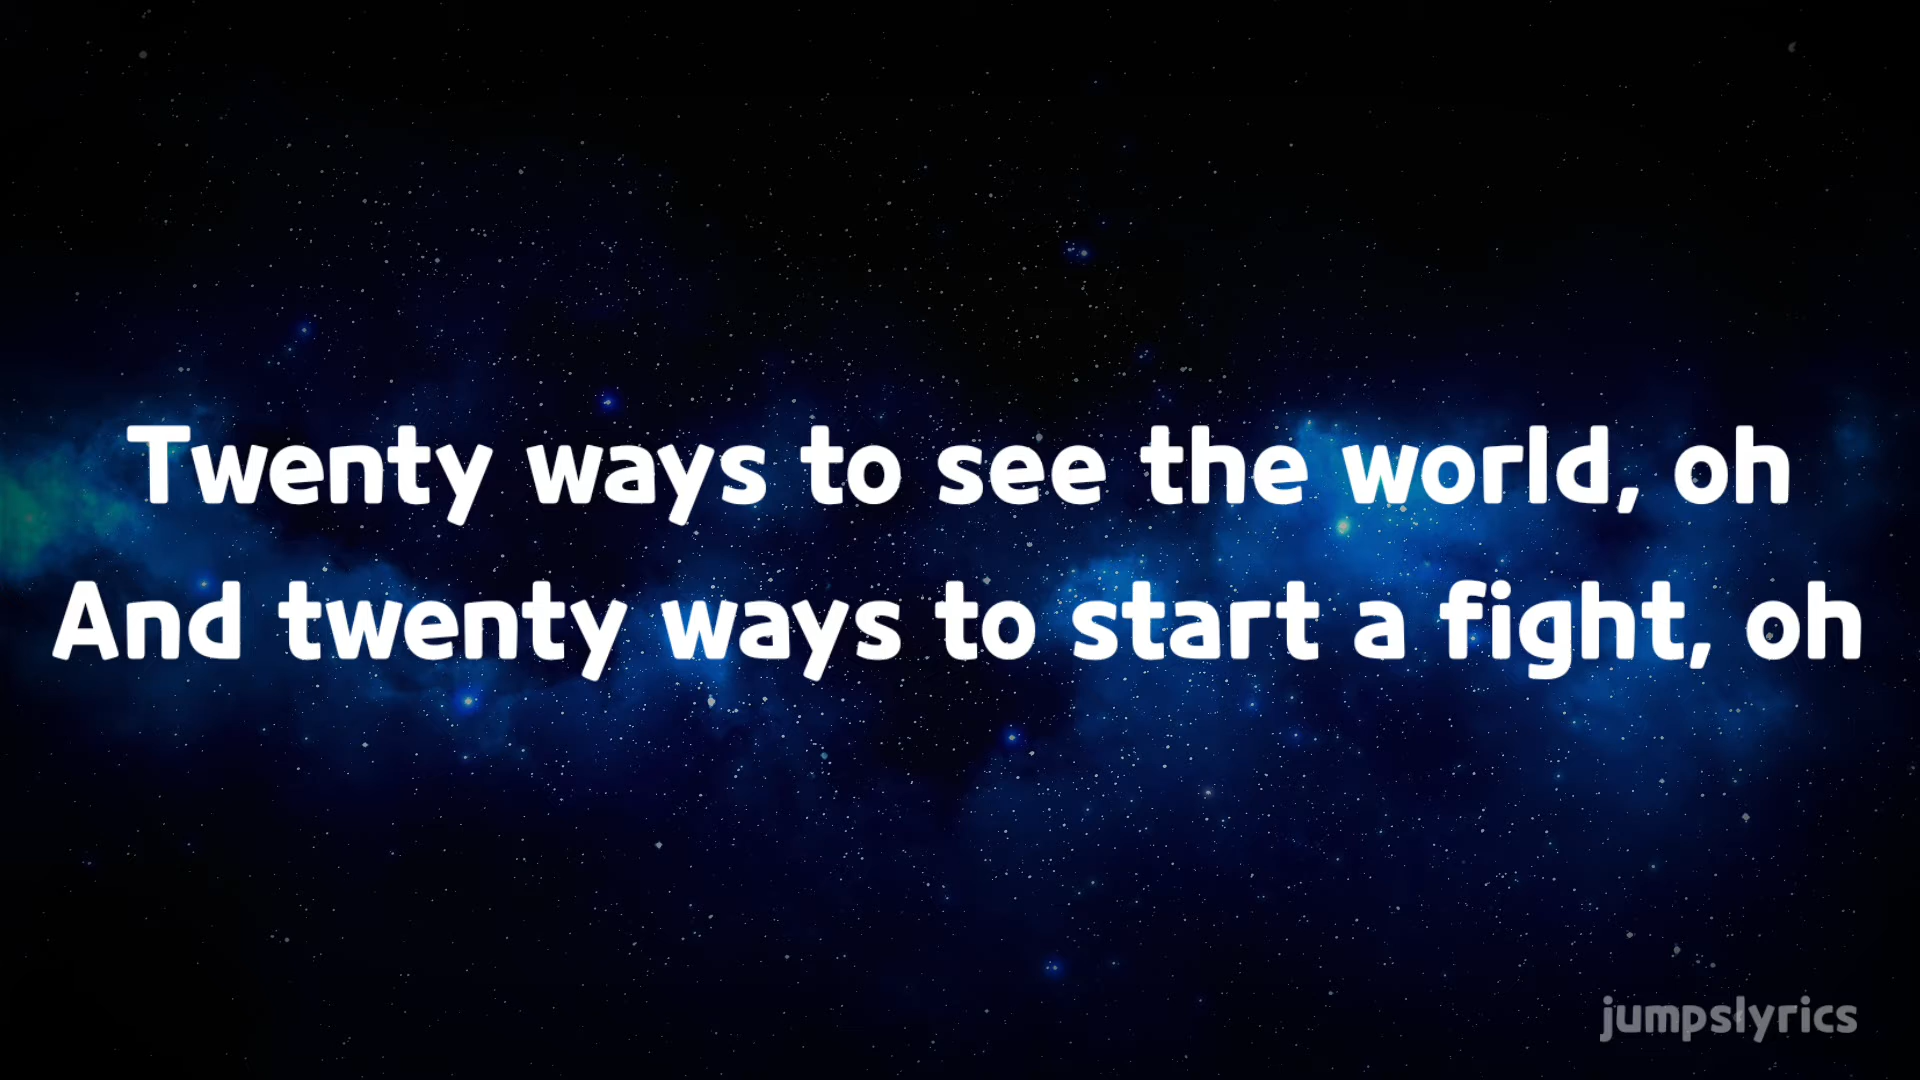 Twenty ways to see the world, oh
And twenty ways to start a fight, oh
jumpslyrics